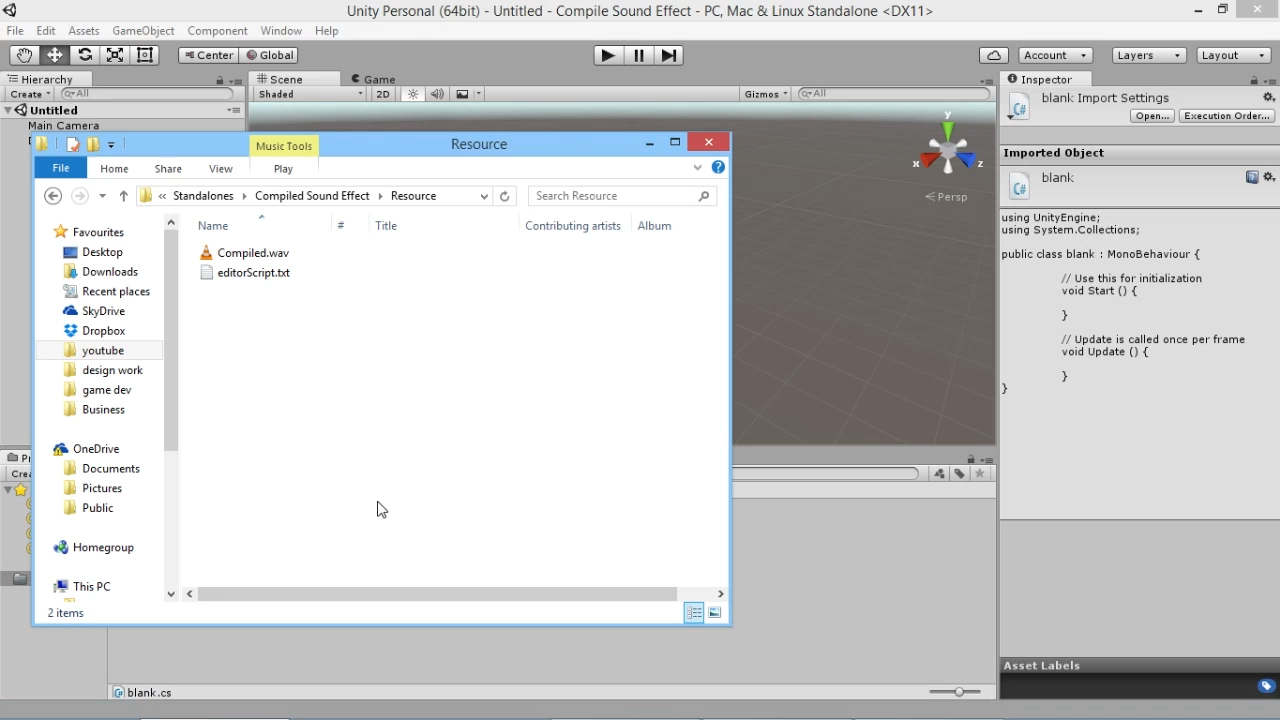 Unity Personal (64bit) - Untitled - Compile Sound Effect - PC, Mac & Linux Standalone <DX11>
File Edit Assets GameObject Component Window Help
Center Global Account Layers Layout
Hierarchy Scene Game Inspector
Create All Shaded 2D Gizmos All
Untitled
Main Camera
blank Import Settings
Open... Execution Order...
Imported Object
blank
y
x z
Persp
using UnityEngine;
using System.Collections;
public class blank : MonoBehaviour {
// Use this for initialization
void Start () {
}
// Update is called once per frame
void Update () {
}
}
Music Tools Resource
File Home Share View Play
« Standalones Compiled Sound Effect Resource Search Resource
Name # Title Contributing artists Album
Compiled.wav
editorScript.txt
Favourites
Desktop
Downloads
Recent places
SkyDrive
Dropbox
youtube
design work
game dev
Business
OneDrive
Documents
Pictures
Public
Homegroup
This PC
2 items
blank.cs
Asset Labels